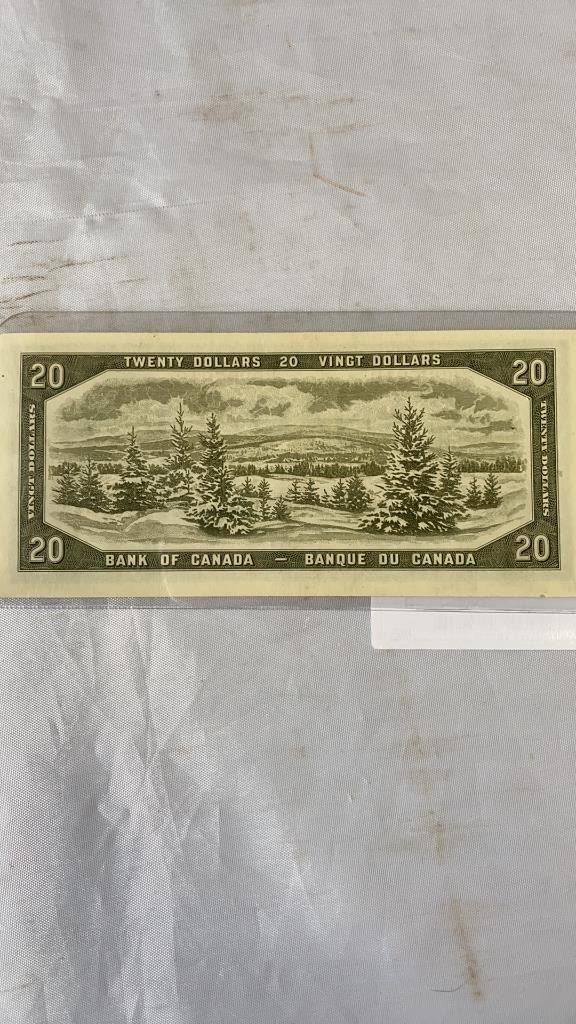 TWENTY DOLLARS 20 VINGT DOLLARS
20 20
VINGT DOLLARS
TWENTY DOLLARS
20 20
BANK OF CANADA — BANQUE DU CANADA